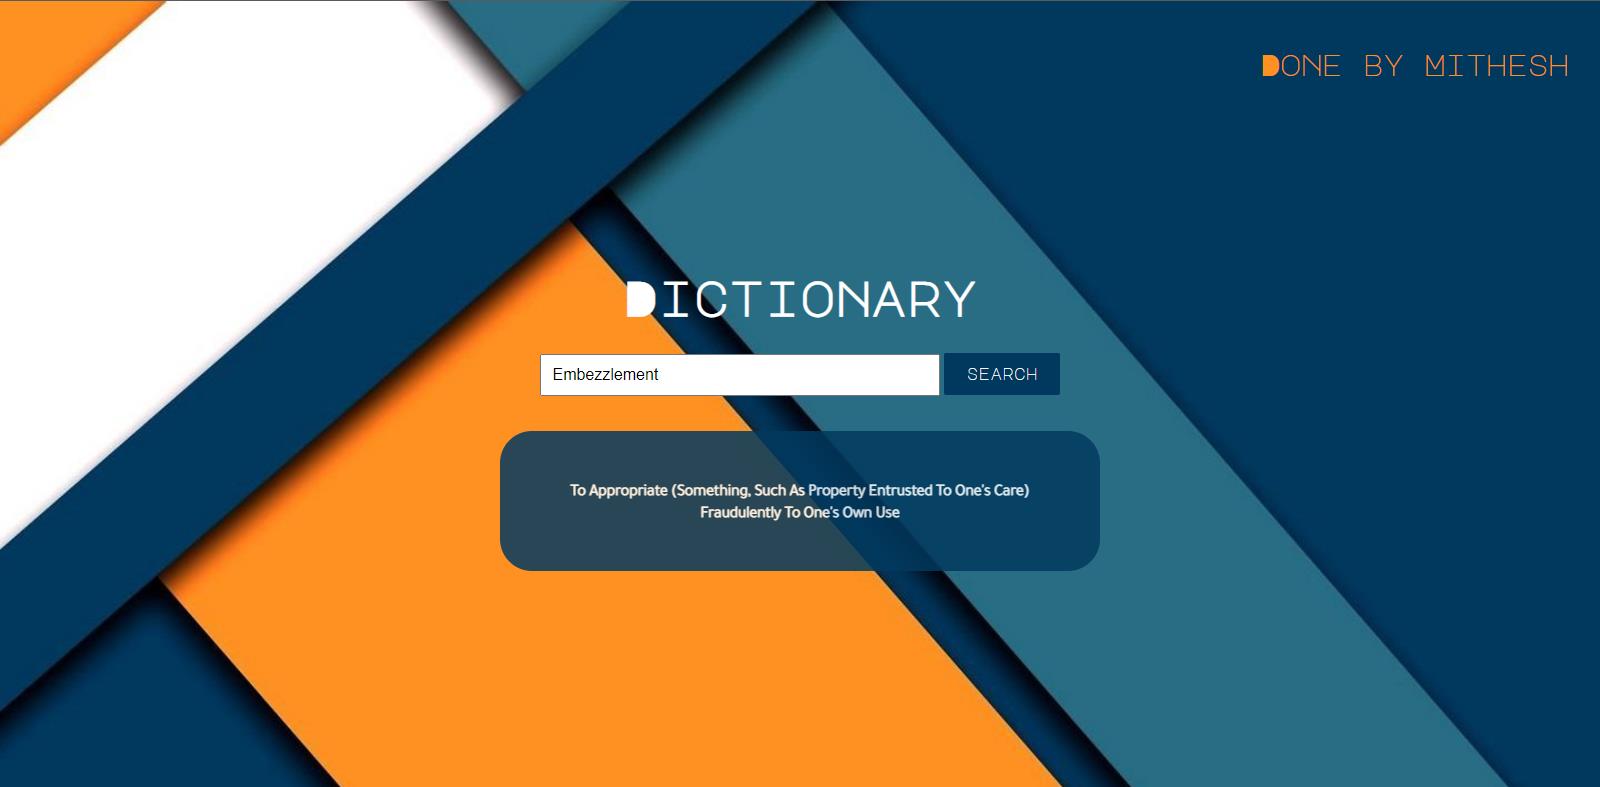 DONE BY MITHESH
DICTIONARY
Embezzlement SEARCH
To Appropriate (Something, Such As Property Entrusted To One's Care)
Fraudulently To One's Own Use